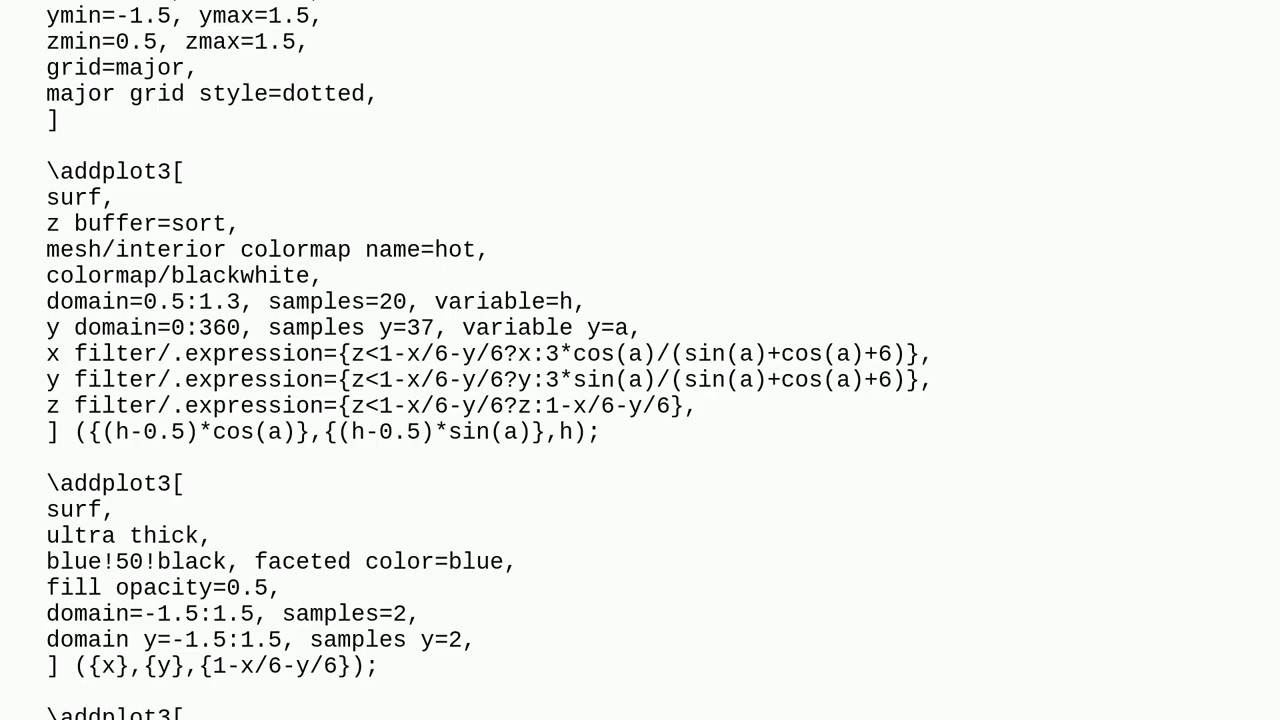 ymin=-1.5, ymax=1.5,
zmin=0.5, zmax=1.5,
grid=major,
major grid style=dotted,
]
\addplot3[
surf,
z buffer=sort,
mesh/interior colormap name=hot,
colormap/blackwhite,
domain=0.5:1.3, samples=20, variable=h,
y domain=0:360, samples y=37, variable y=a,
x filter/.expression={z<1-x/6-y/6?x:3*cos(a)/(sin(a)+cos(a)+6)},
y filter/.expression={z<1-x/6-y/6?y:3*sin(a)/(sin(a)+cos(a)+6)},
z filter/.expression={z<1-x/6-y/6?z:1-x/6-y/6},
] ({(h-0.5)*cos(a)},{(h-0.5)*sin(a)},h);
\addplot3[
surf,
ultra thick,
blue!50!black, faceted color=blue,
fill opacity=0.5,
domain=-1.5:1.5, samples=2,
domain y=-1.5:1.5, samples y=2,
] ({x},{y},{1-x/6-y/6});
\addplot3[